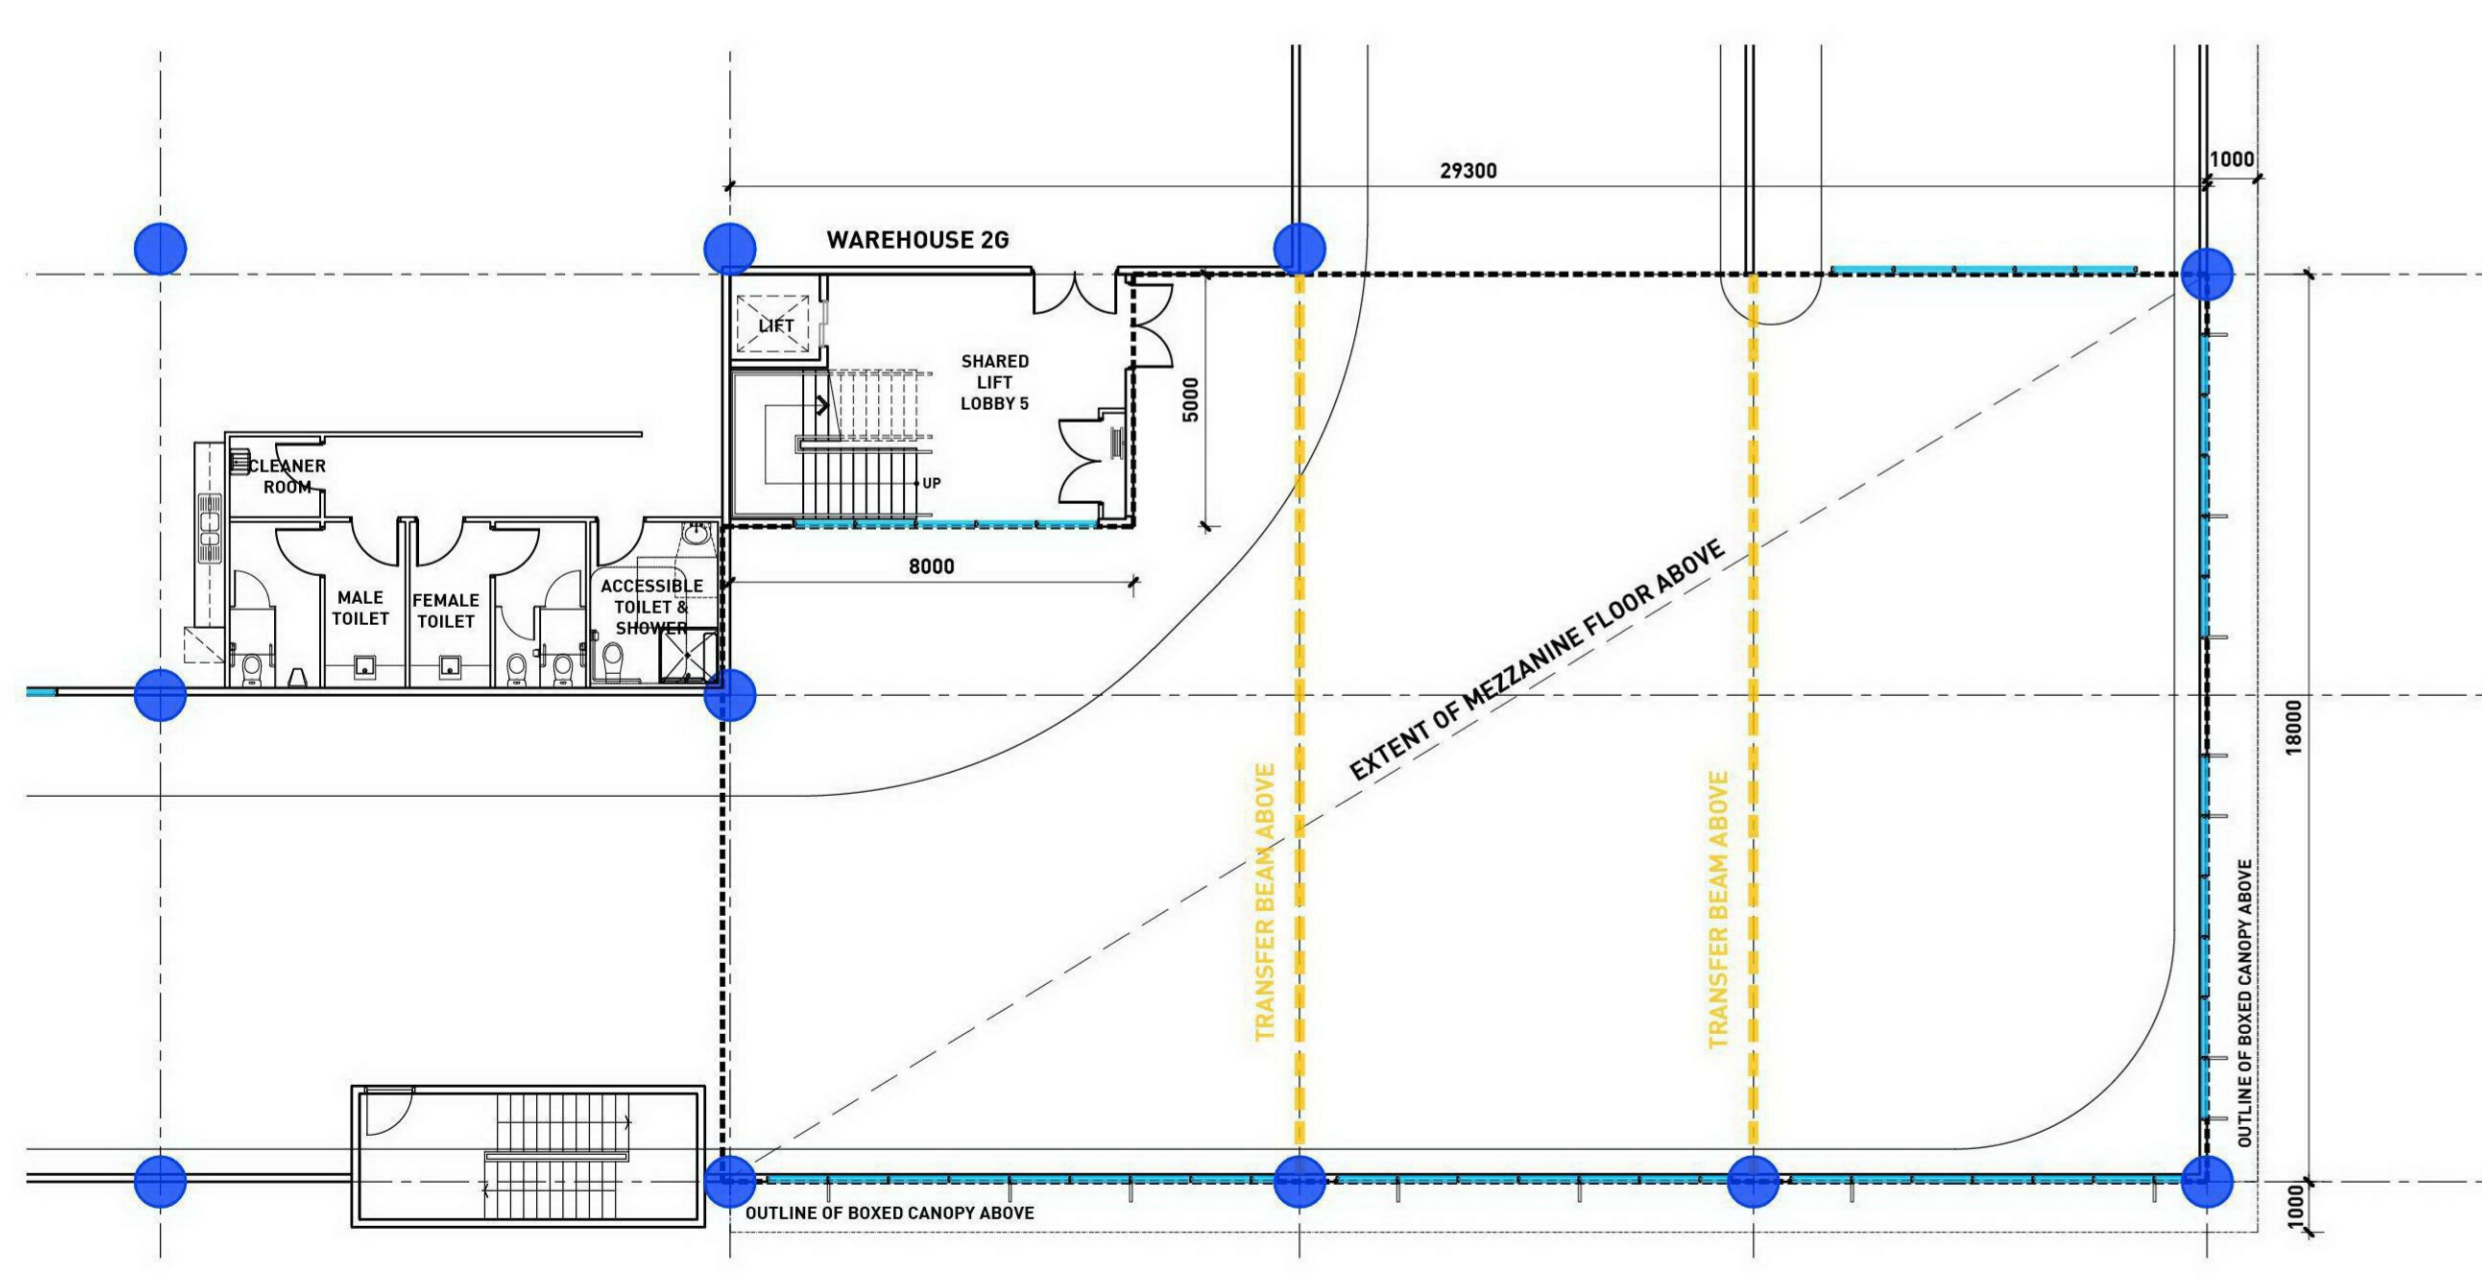 29300
1000
WAREHOUSE 2G
LIFT
SHARED
LIFT
LOBBY 5
5000
UP
CLEANER
ROOM
8000
MALE
TOILET
FEMALE
TOILET
ACCESSIBLE
TOILET &
SHOWER
EXTENT OF MEZZANINE FLOOR ABOVE
18000
TRANSFER BEAM ABOVE
TRANSFER BEAM ABOVE
OUTLINE OF BOXED CANOPY ABOVE
OUTLINE OF BOXED CANOPY ABOVE
1000